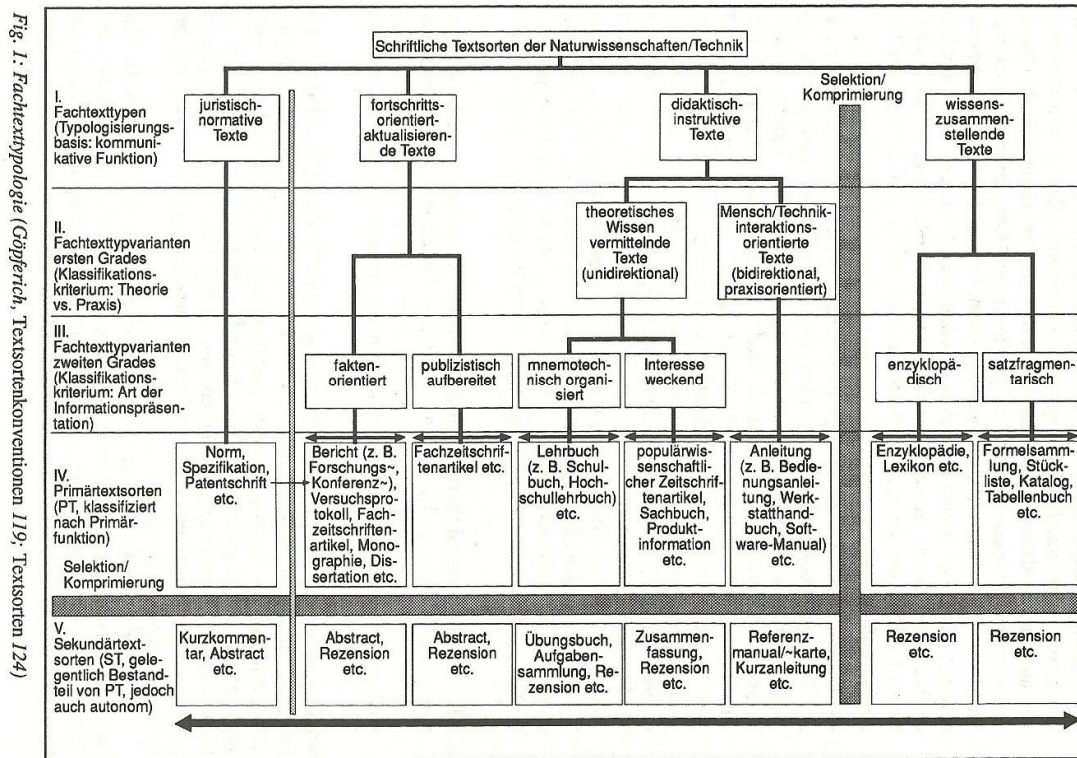 Fig. 1: Fachtexttypologie (Göpferich, Textsortenkonventionen 119; Textsorten 124)
Schriftliche Textsorten der Naturwissenschaften/Technik
Selektion/
Komprimierung
I.
Fachtexttypen
(Typologisierungs-
basis: kommuni-
kative Funktion)
juristisch-
normative
Texte
fortschritts-
orientiert-
aktualisieren-
de Texte
didaktisch-
instruktive
Texte
wissens-
zusammen-
stellende
Texte
II.
Fachtexttypvarianten
ersten Grades
(Klassifikations-
kriterium: Theorie
vs. Praxis)
theoretisches
Wissen
vermittelnde
Texte
(unidirektional)
Mensch/Technik-
interaktions-
orientierte
Texte
(bidirektional,
praxisorientiert)
III.
Fachtexttypvarianten
zweiten Grades
(Klassifikations-
kriterium: Art der
Informationspräsen-
tation)
fakten-
orientiert
publizistisch
aufbereitet
mnemotech-
nisch organi-
siert
Interesse
weckend
enzyklopä-
disch
satzfragmen-
tarisch
IV.
Primärtextsorten
(PT, klassifiziert
nach Primär-
funktion)
Norm,
Spezifikation,
Patentschrift
etc.
Bericht (z. B.
Forschungs~,
Konferenz~),
Versuchspro-
tokoll, Fach-
zeitschriften-
artikel, Mono-
graphie, Dis-
sertation etc.
Fachzeitschrif-
tenartikel etc.
Lehrbuch
(z. B. Schul-
buch, Hoch-
schullehrbuch)
etc.
populärwis-
senschaftli-
cher Zeitschrif-
tenartikel,
Sachbuch,
Produkt-
information
etc.
Anleitung
(z. B. Bedie-
nungsanlei-
tung, Werk-
statthand-
buch, Soft-
ware-Manual)
etc.
Enzyklopädie,
Lexikon etc.
Formelsamm-
lung, Stück-
liste, Katalog,
Tabellenbuch
etc.
Selektion/
Komprimierung
V.
Sekundärtext-
sorten (ST, gele-
gentlich Bestand-
teil von PT, jedoch
auch autonom)
Kurzkommen-
tar, Abstract
etc.
Abstract,
Rezension
etc.
Abstract,
Rezension
etc.
Übungsbuch,
Aufgaben-
sammlung, Re-
zension etc.
Zusammen-
fassung,
Rezension
etc.
Referenz-
manual/~karte,
Kurzanleitung
etc.
Rezension
etc.
Rezension
etc.